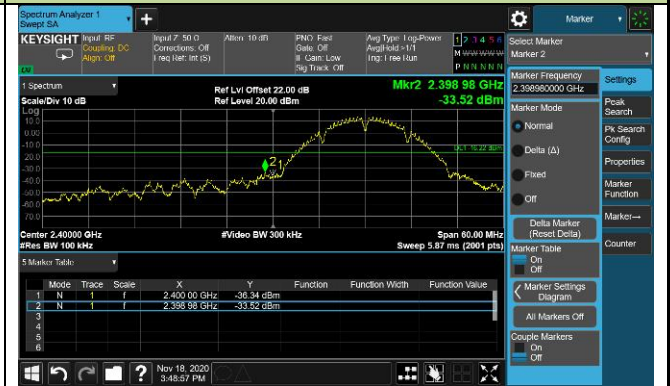 Spectrum Analyzer 1
Swept SA
Marker
KEYSIGHT
Input: RF
Coupling: DC
Align: Off
Input Z: 50 Ω
Corrections: Off
Freq Ref: Int (S)
Atten: 10 dB
PNO: Fast
Gate: Off
IF Gain: Low
Sig Track: Off
Avg Type: Log-Power
Avg|Hold:>1/1
Trig: Free Run
1 2 3 4 5 6
M W W W W W
P N N N N N
Select Marker
Marker 2
1 Spectrum
Scale/Div 10 dB
Ref Lvl Offset 22.00 dB
Ref Level 20.00 dBm
Mkr2 2.398 98 GHz
-33.52 dBm
Log
10.0
0.00
-10.0
-20.0
-30.0
-40.0
-50.0
-60.0
-70.0
2
1
Center 2.40000 GHz
#Res BW 100 kHz
#Video BW 300 kHz
Span 60.00 MHz
Sweep 5.87 ms (2001 pts)
5 Marker Table
Mode Trace Scale X Y Function Function Width Function Value
1 N 1 f 2.400 00 GHz -36.34 dBm
2 N 1 f 2.398 98 GHz -33.52 dBm
3
4
5
6
Marker Frequency
2.398980000 GHz
Marker Mode
Normal
Delta (Δ)
Fixed
Off
Delta Marker
(Reset Delta)
Marker Table
On
Off
Marker Settings
Diagram
All Markers Off
Couple Markers
On
Off
Settings
Peak
Search
Pk Search
Config
Properties
Marker
Function
Marker→
Counter
Nov 18, 2020
3:48:57 PM